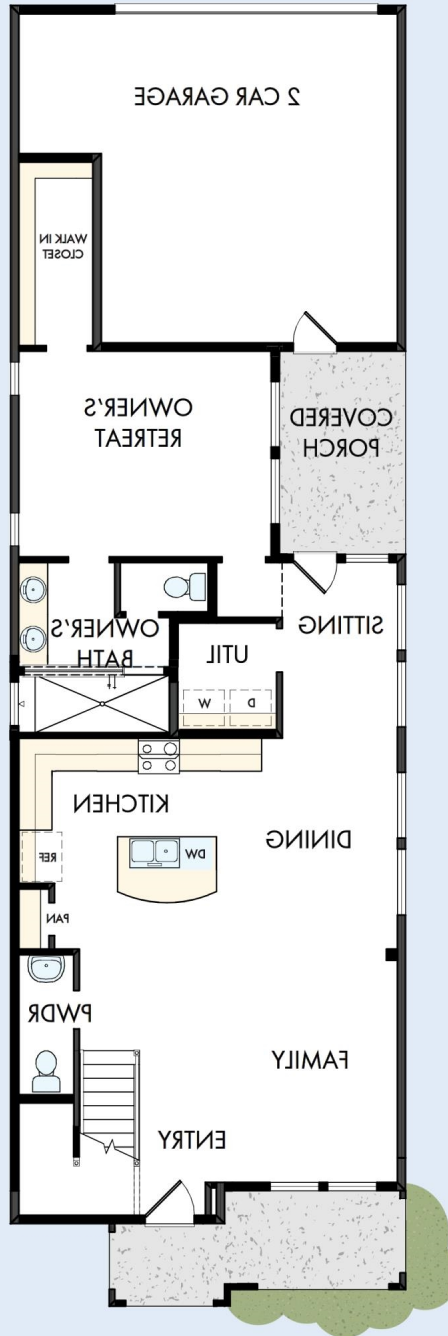 2 CAR GARAGE
WALK IN
CLOSET
OWNER'S
RETREAT
COVERED
PORCH
OWNER'S
BATH
SITTING
UTIL
W
D
KITCHEN
DINING
REF
DW
PAN
PWDR
FAMILY
ENTRY